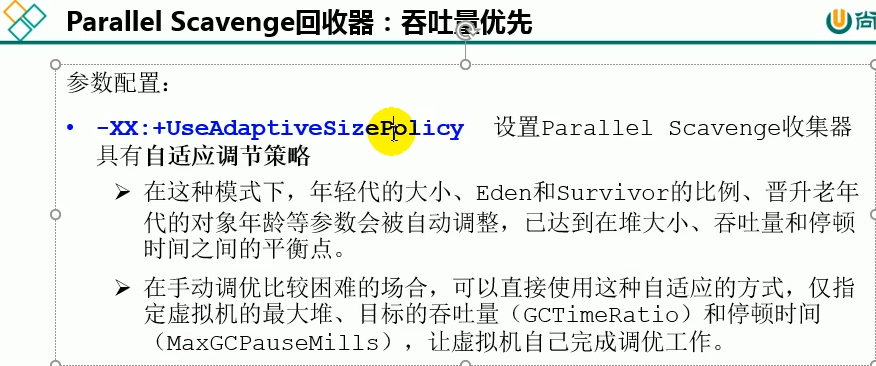 Parallel Scavenge回收器：吞吐量优先
尚
参数配置：
• -XX:+UseAdaptiveSizePolicy 设置Parallel Scavenge收集器
具有自适应调节策略
➢ 在这种模式下，年轻代的大小、Eden和Survivor的比例、晋升老年
代的对象年龄等参数会被自动调整，已达到在堆大小、吞吐量和停顿
时间之间的平衡点。
➢ 在手动调优比较困难的场合，可以直接使用这种自适应的方式，仅指
定虚拟机的最大堆、目标的吞吐量（GCTimeRatio）和停顿时间
（MaxGCPauseMills），让虚拟机自己完成调优工作。